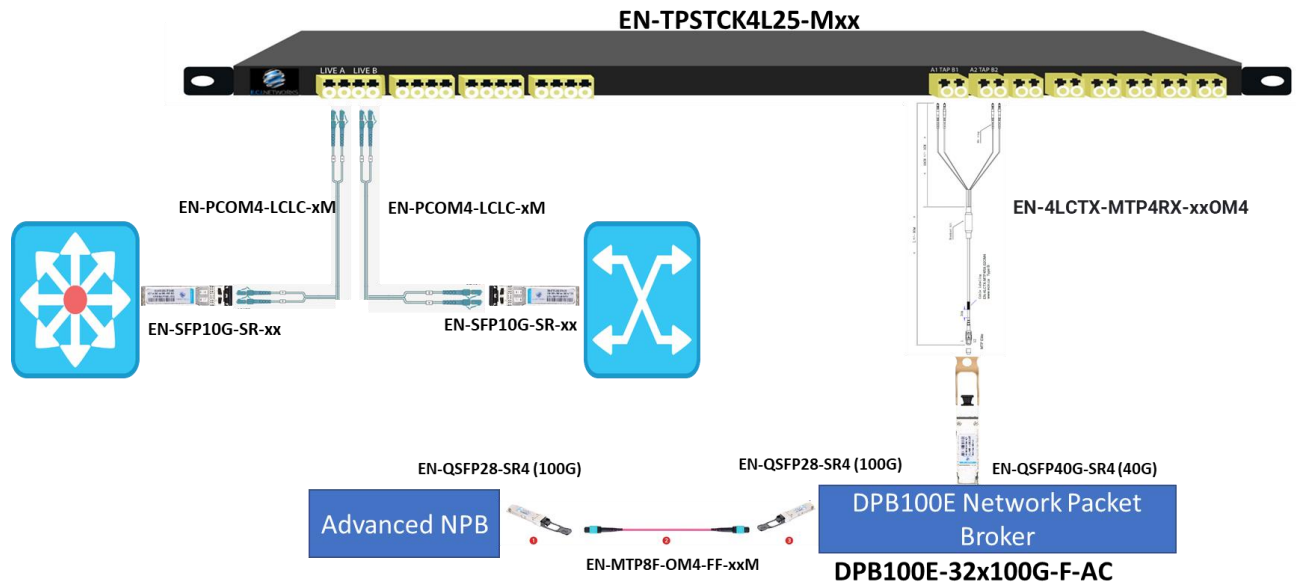 EN-TPSTCK4L25-Mxx
LIVE A LIVE B
A1 TAP B1 A2 TAP B2
EN-PCOM4-LCLC-xM
EN-PCOM4-LCLC-xM
EN-4LCTX-MTP4RX-xxOM4
EN-SFP10G-SR-xx
EN-SFP10G-SR-xx
EN-QSFP28-SR4 (100G)
EN-QSFP28-SR4 (100G)
EN-QSFP40G-SR4 (40G)
Advanced NPB
DPB100E Network Packet
Broker
1
2
3
EN-MTP8F-OM4-FF-xxM
DPB100E-32x100G-F-AC